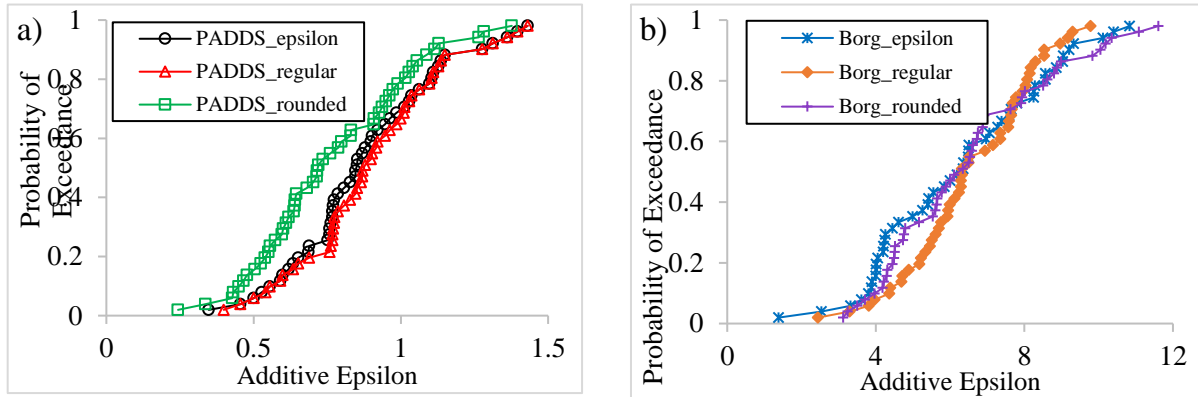 a)
PADDS_epsilon
PADDS_regular
PADDS_rounded
Probability of
Exceedance
1
0.8
0.6
0.4
0.2
0
0
0.5
1
1.5
Additive Epsilon
b)
Borg_epsilon
Borg_regular
Borg_rounded
Probability of Exceedance
1
0.8
0.6
0.4
0.2
0
0
4
8
12
Additive Epsilon